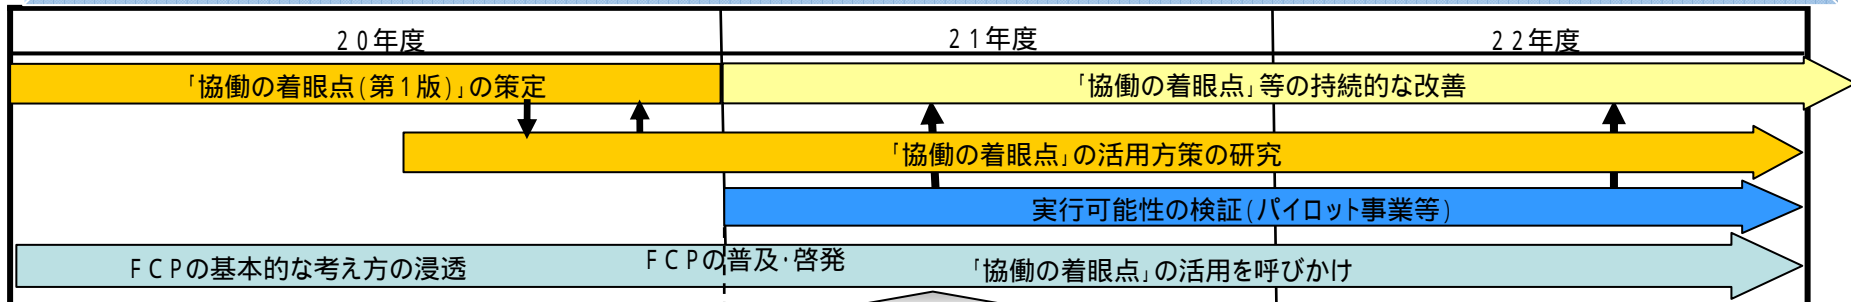 20年度
21年度
22年度
「協働の着眼点(第1版)」の策定
「協働の着眼点」等の持続的な改善
「協働の着眼点」の活用方策の研究
実行可能性の検証(パイロット事業等)
FCPの普及・啓発
FCPの基本的な考え方の浸透
「協働の着眼点」の活用を呼びかけ